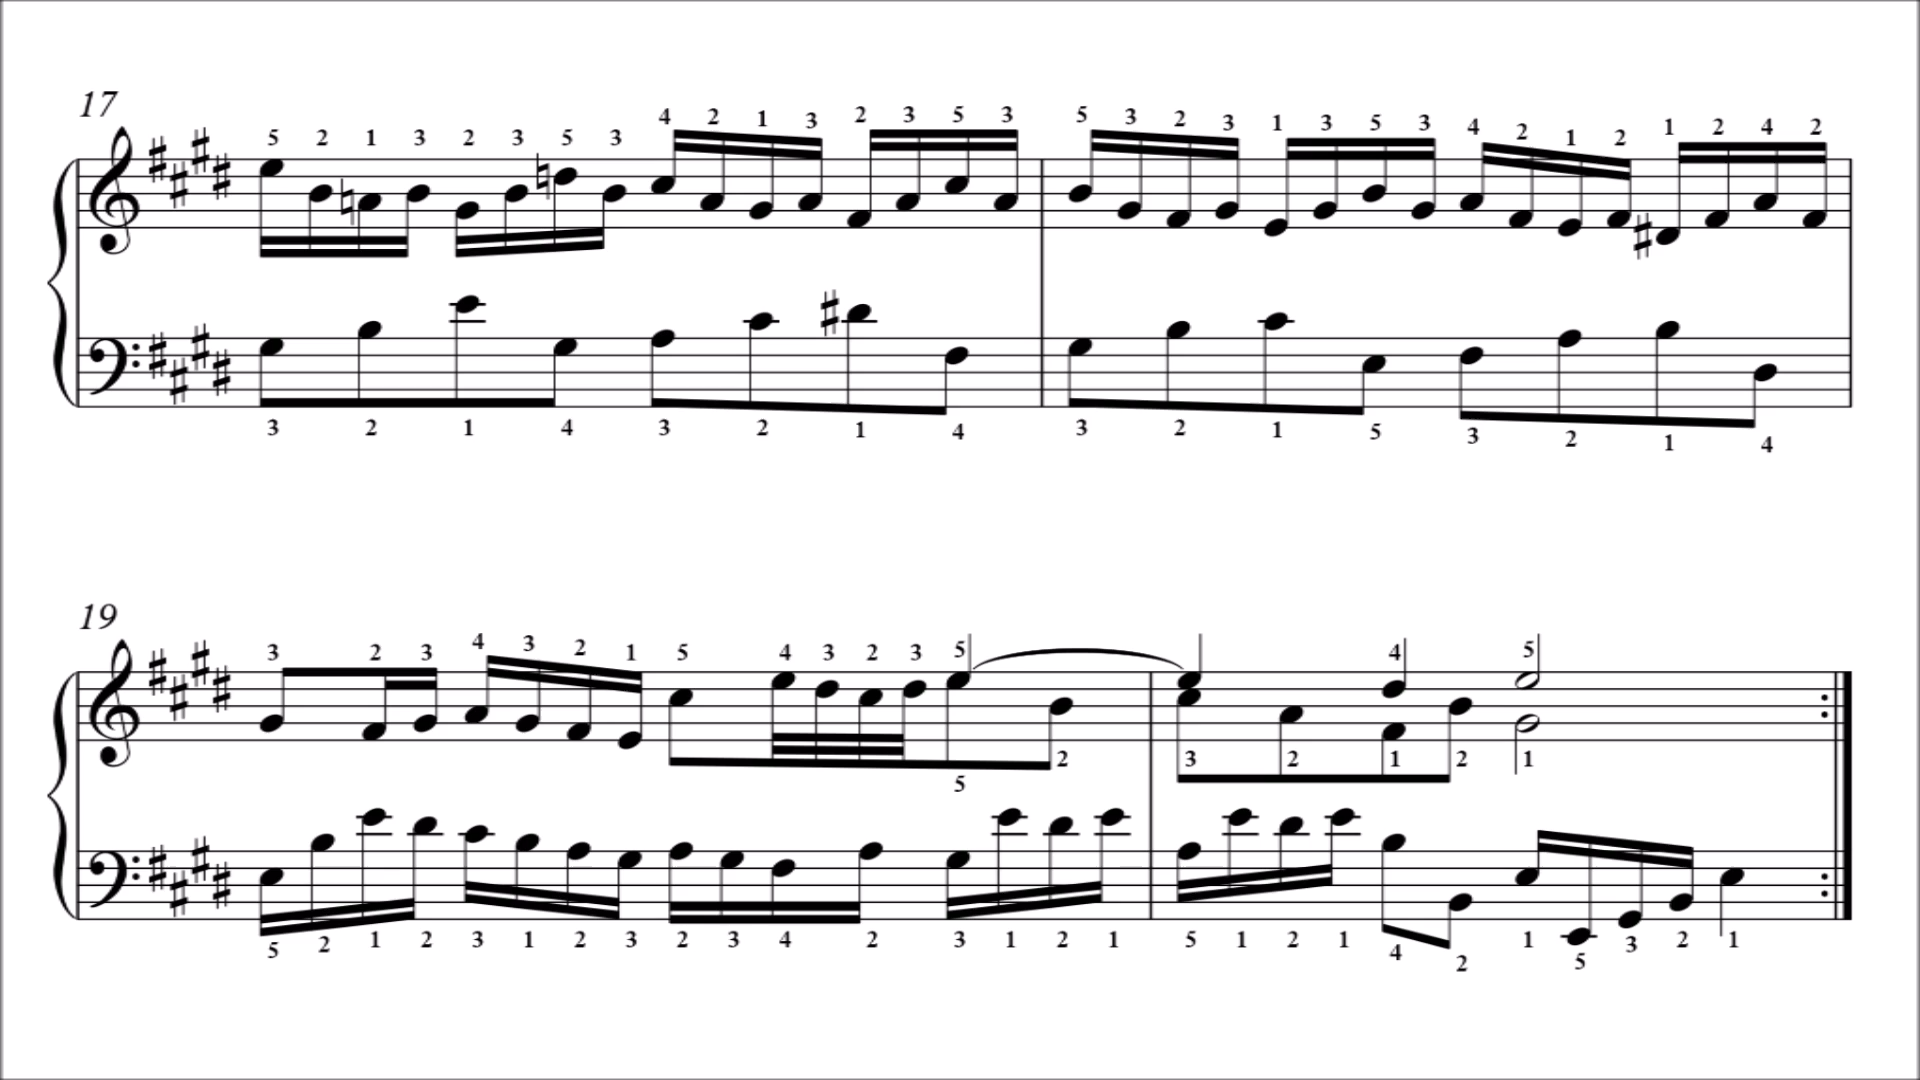 17
5 2 1 3 2 3 5 3 4 2 1 3 2 3 5 3 5 3 2 3 1 3 5 3 4 2 1 2 1 2 4 2
3 2 1 4 3 2 1 4 3 2 1 5 3 2 1 4
19
3 2 3 4 3 2 1 5 4 3 2 3 5 4 5
5 2 3 2 1 2 1
5 2 1 2 3 1 2 3 2 3 4 2 3 1 2 1 5 1 2 1 4 2 1 5 3 2 1